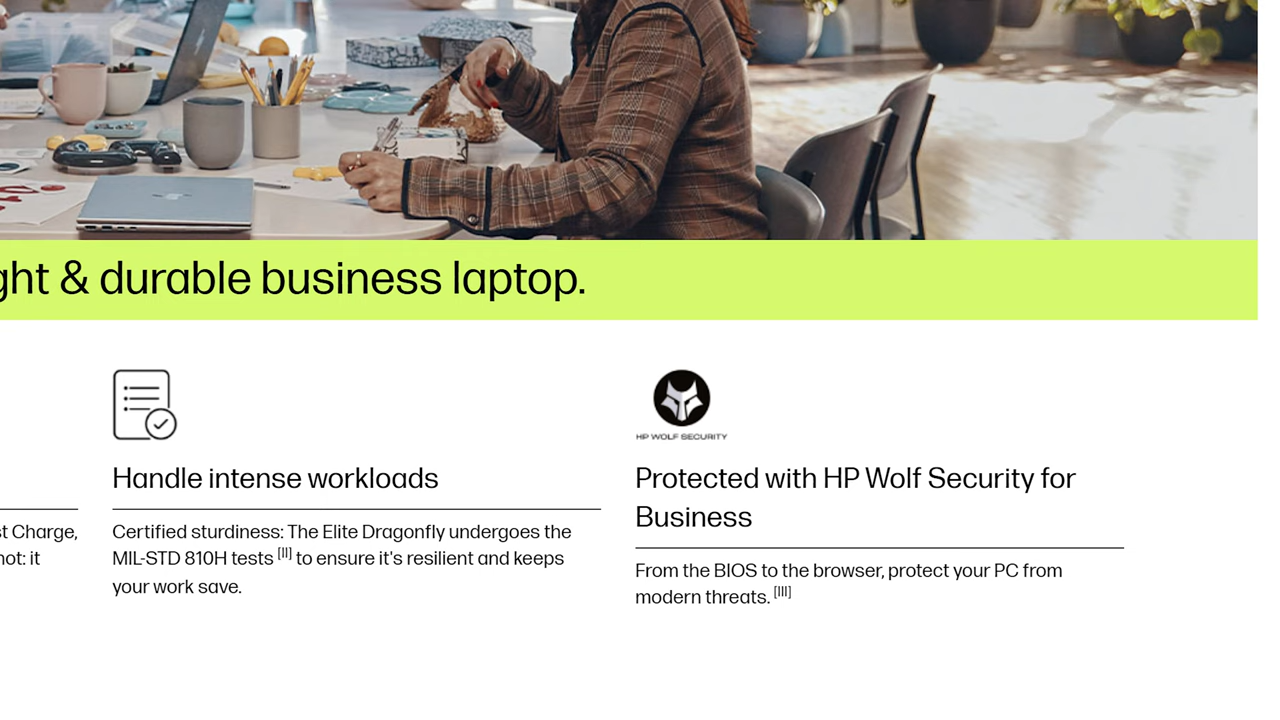 ght & durable business laptop.
st Charge,
not: it
Handle intense workloads
Certified sturdiness: The Elite Dragonfly undergoes the
MIL-STD 810H tests [II] to ensure it's resilient and keeps
your work save.
HP WOLF SECURITY
Protected with HP Wolf Security for
Business
From the BIOS to the browser, protect your PC from
modern threats. [III]